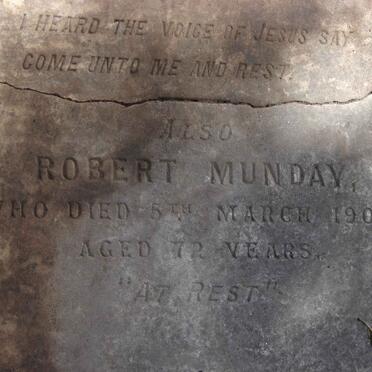 I HEARD THE VOICE OF JESUS SAY
COME UNTO ME AND REST.
ALSO
ROBERT MUNDAY,
WHO DIED 5TH MARCH 190
AGED 72 YEARS.
"AT REST".